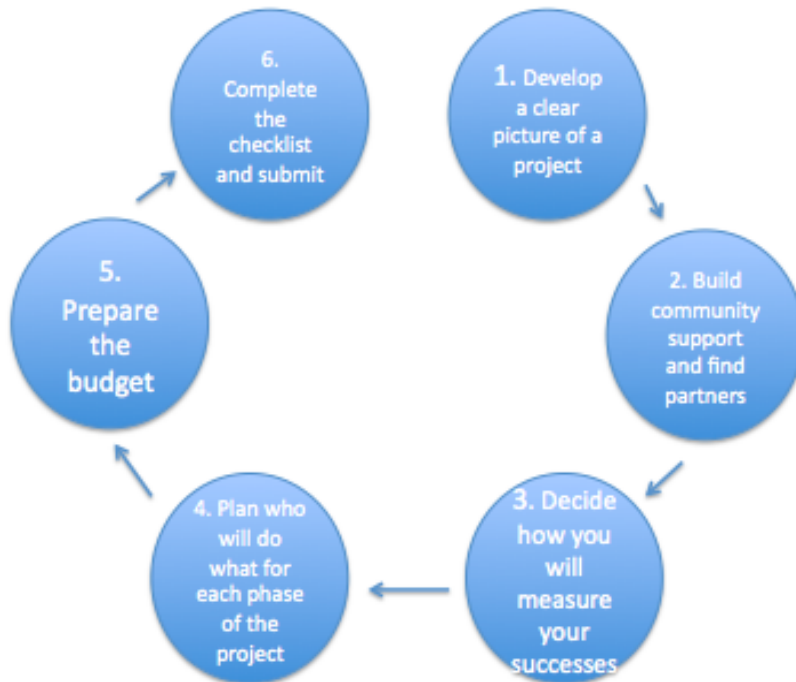 1. Develop
a clear
picture of a
project
2. Build
community
support
and find
partners
3. Decide
how you
will
measure
your
successes
4. Plan who
will do
what for
each phase
of the
project
5.
Prepare
the
budget
6.
Complete
the
checklist
and submit